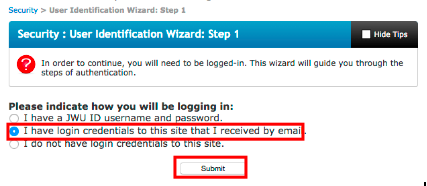 Security > User Identification Wizard: Step 1
Security : User Identification Wizard: Step 1
Hide Tips
In order to continue, you will need to be logged-in. This wizard will guide you through the
steps of authentication.
Please indicate how you will be logging in:
I have a JWU ID username and password.
I have login credentials to this site that I received by email.
I do not have login credentials to this site.
Submit